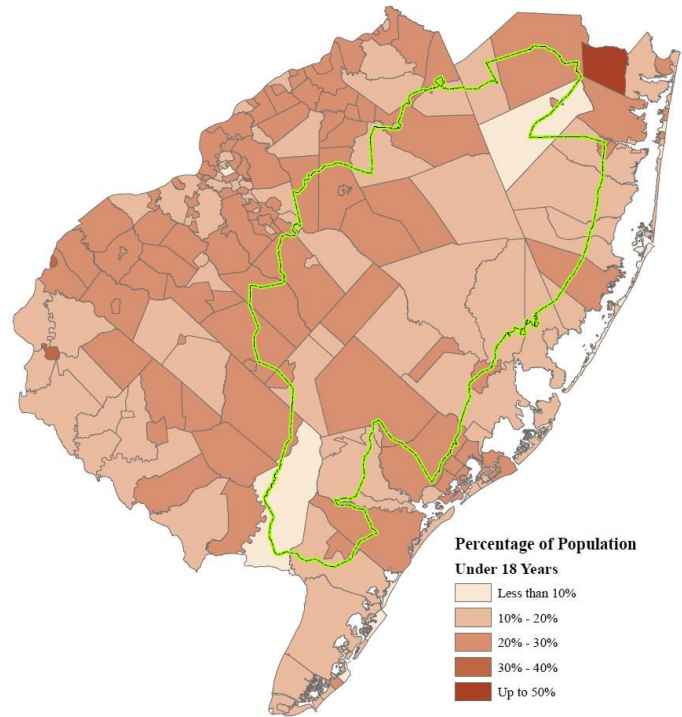 Percentage of Population
Under 18 Years
Less than 10%
10% - 20%
20% - 30%
30% - 40%
Up to 50%